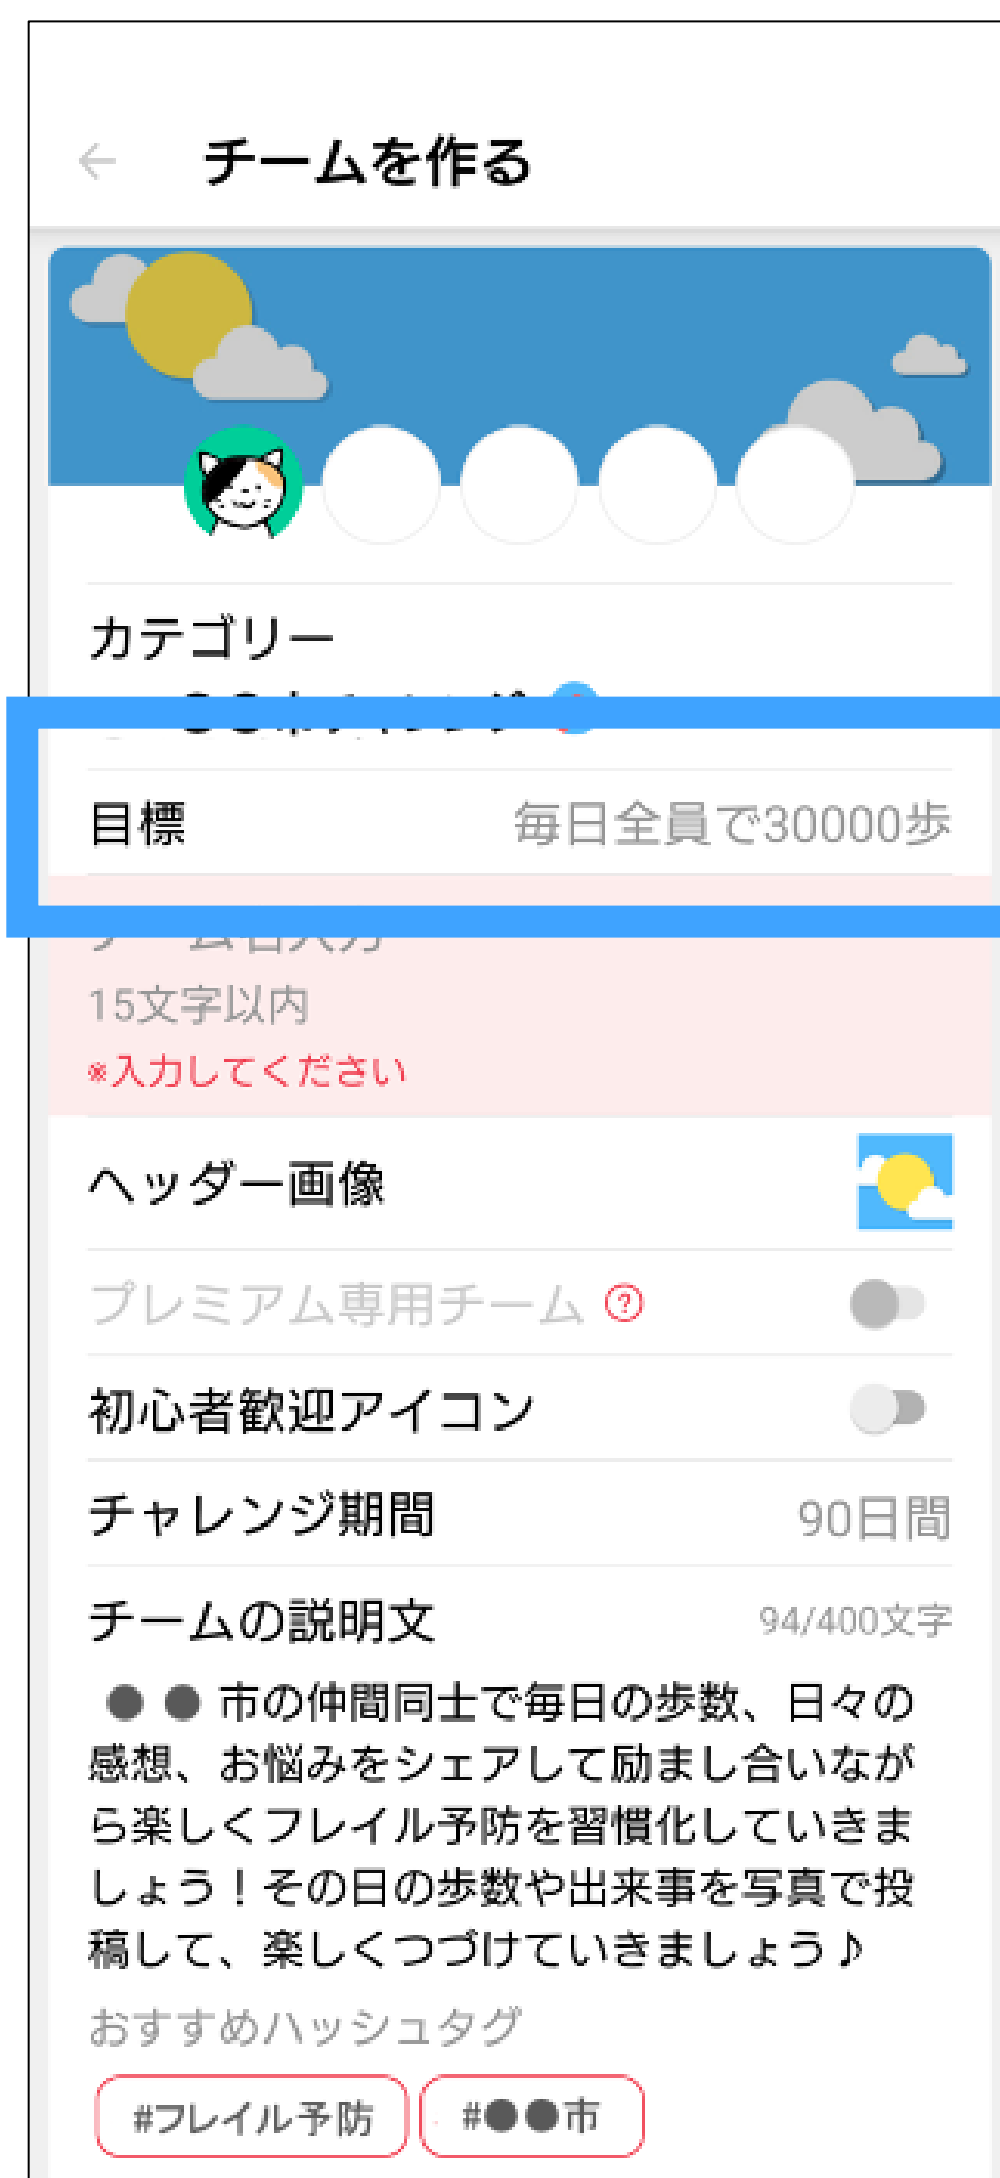 チームを作る
カテゴリー
目標 毎日全員で30000歩
15文字以内
※入力してください
ヘッダー画像
プレミアム専用チーム ?
初心者歓迎アイコン
チャレンジ期間 90日間
チームの説明文 94/400文字
●●市の仲間同士で毎日の歩数、日々の
感想、お悩みをシェアして励まし合いなが
ら楽しくフレイル予防を習慣化していきま
しょう！その日の歩数や出来事を写真で投
稿して、楽しくつづけていきましょう♪
おすすめハッシュタグ
#フレイル予防 #●●市